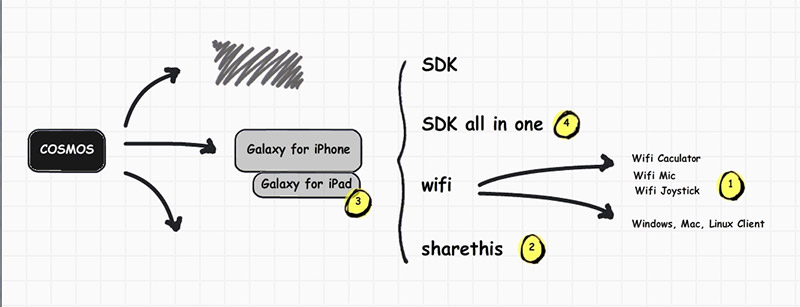 COSMOS
Galaxy for iPhone
Galaxy for iPad
3
SDK
SDK all in one 4
wifi
Wifi Caculator
Wifi Mic
Wifi Joystick
1
Windows, Mac, Linux Client
sharethis 2